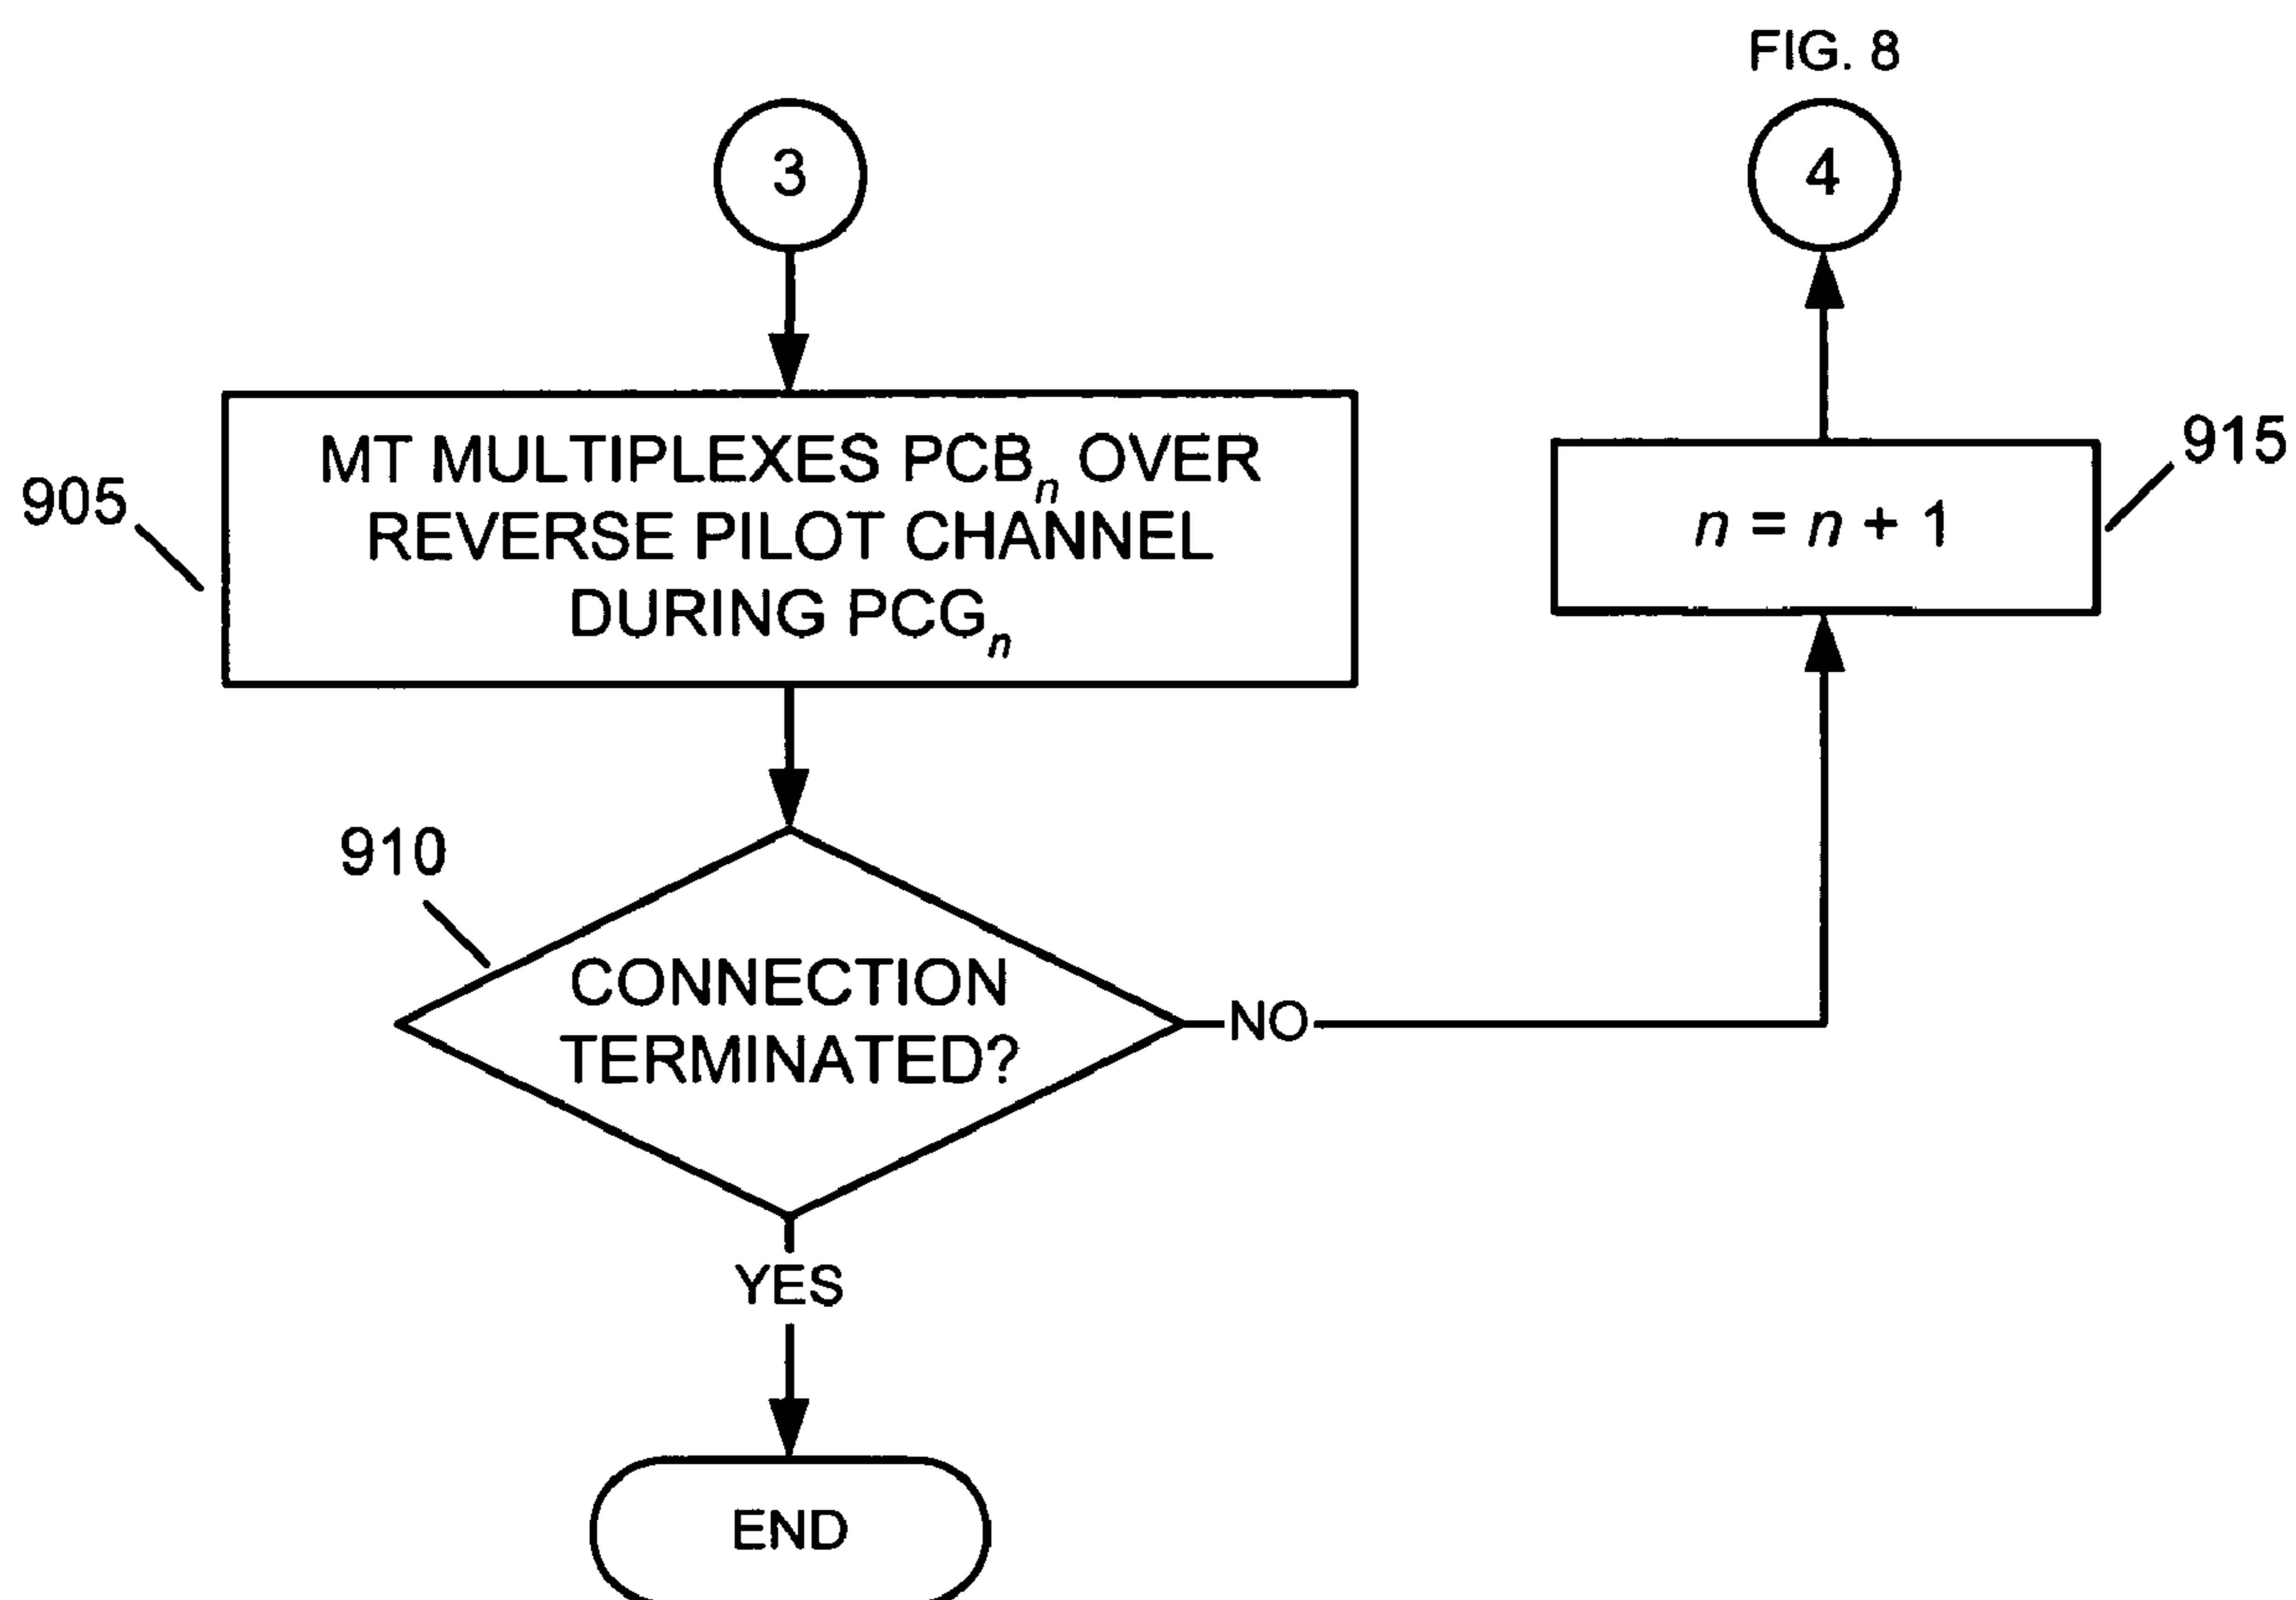 FIG. 8
3
4
MT MULTIPLEXES PCBn OVER
REVERSE PILOT CHANNEL
DURING PCGn
905
915
n = n + 1
910
CONNECTION
TERMINATED?
NO
YES
END